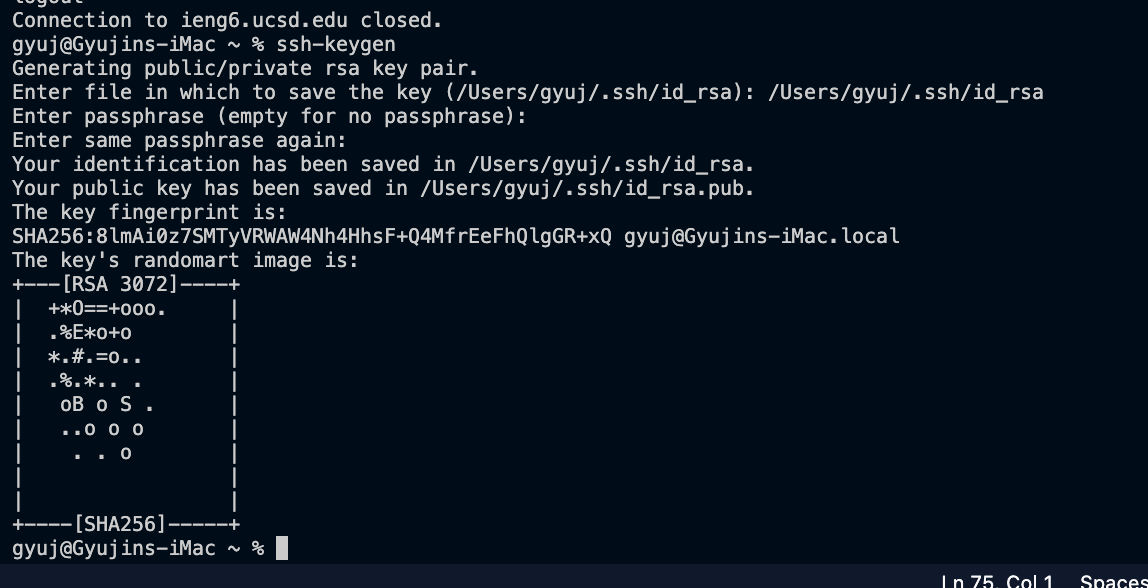 logout
Connection to ieng6.ucsd.edu closed.
gyuj@Gyujins-iMac ~ % ssh-keygen
Generating public/private rsa key pair.
Enter file in which to save the key (/Users/gyuj/.ssh/id_rsa): /Users/gyuj/.ssh/id_rsa
Enter passphrase (empty for no passphrase):
Enter same passphrase again:
Your identification has been saved in /Users/gyuj/.ssh/id_rsa.
Your public key has been saved in /Users/gyuj/.ssh/id_rsa.pub.
The key fingerprint is:
SHA256:8lmAi0z7SMTyVRWAW4Nh4HhsF+Q4MfrEeFhQlgGR+xQ gyuj@Gyujins-iMac.local
The key's randomart image is:
+---[RSA 3072]----+
|  +*O==+ooo.     |
|  .%E*o+o        |
|  *.#.=o..       |
|  .%.*.. .       |
|   oB o S .      |
|   ..o o o       |
|    . . o        |
|                 |
|                 |
+----[SHA256]-----+
gyuj@Gyujins-iMac ~ %
Ln 75, Col 1 Spaces